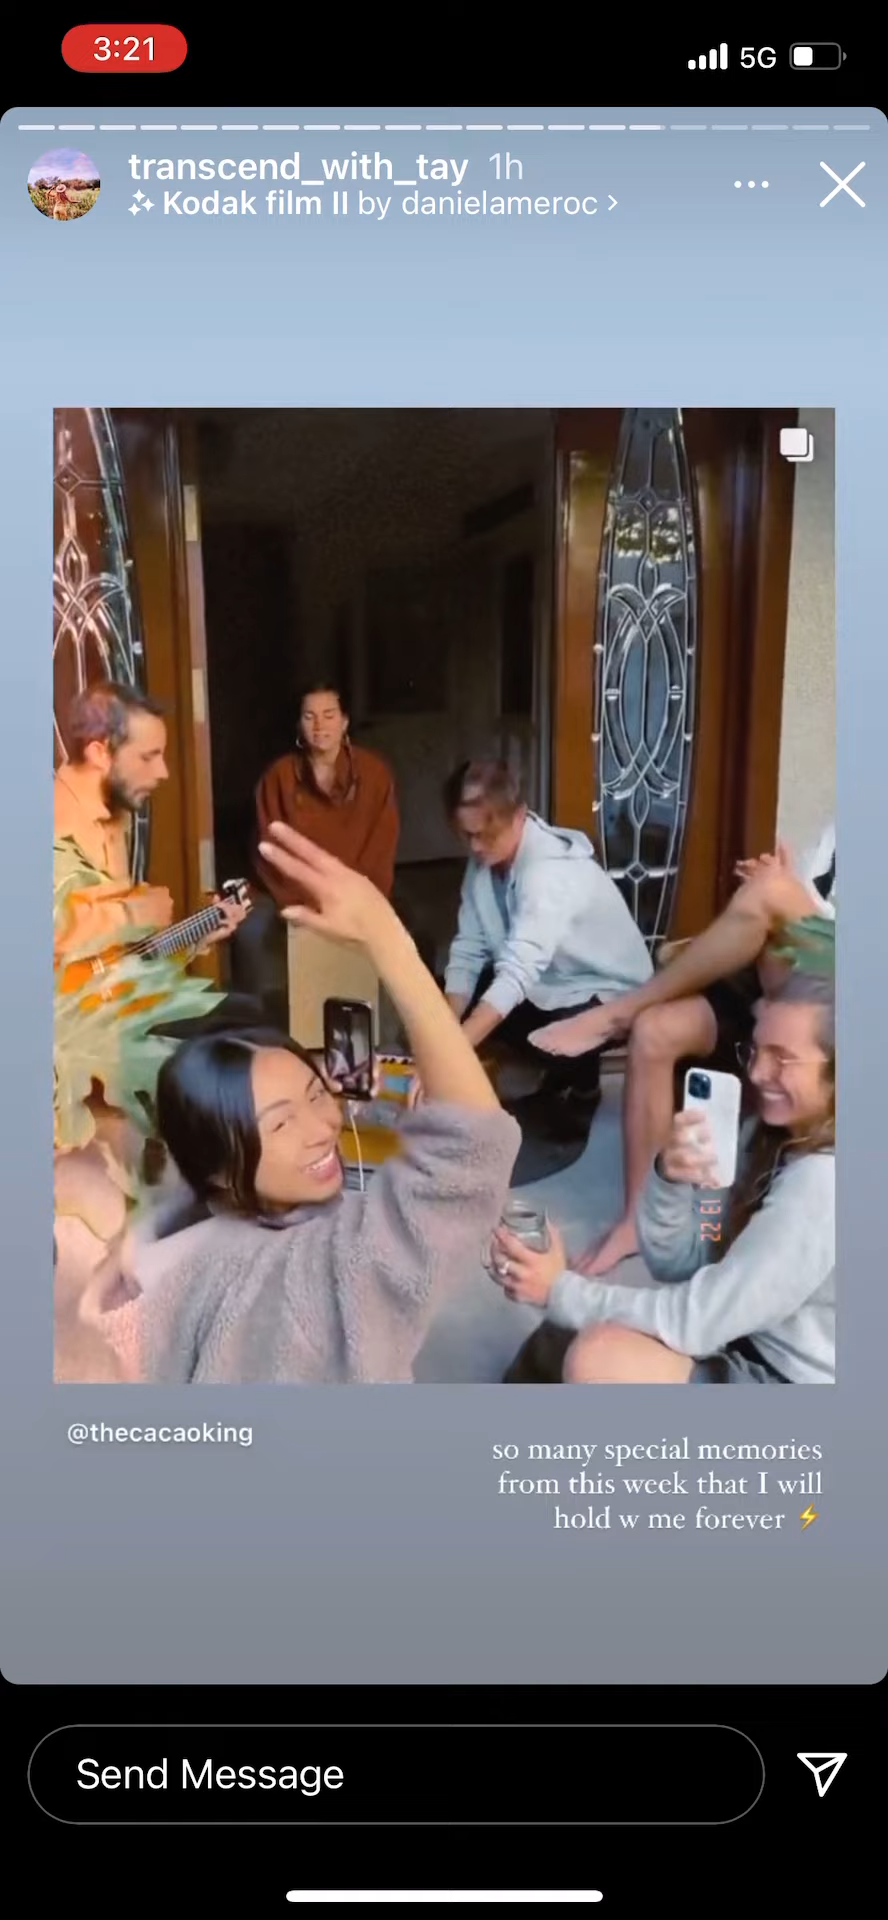 3:21
5G
transcend_with_tay 1h
Kodak film II by danielameroc >
@thecacaoking
so many special memories
from this week that I will
hold w me forever ⚡
Send Message